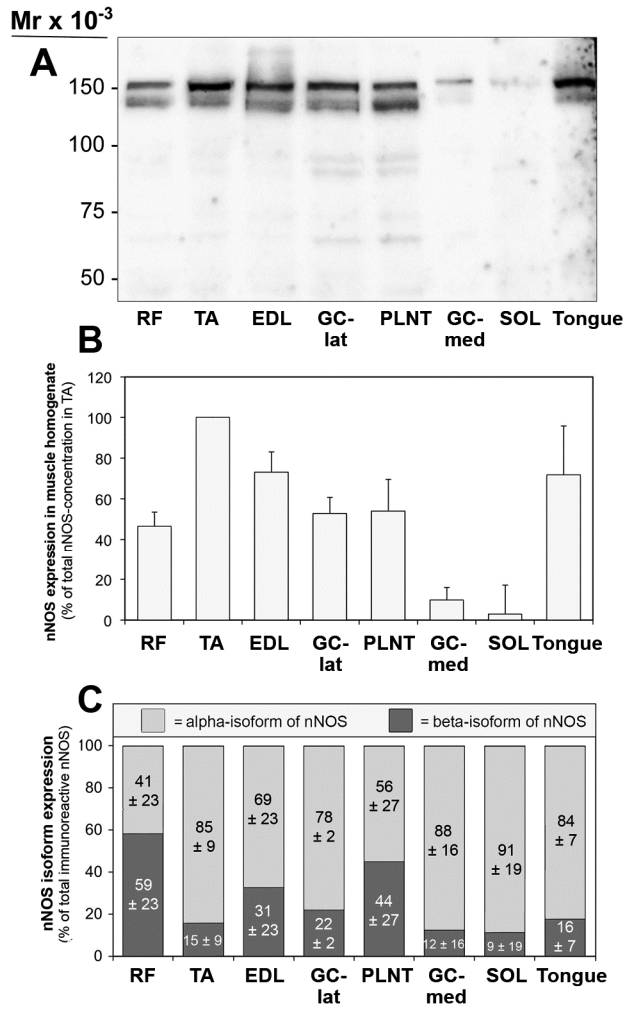 Mr x 10-3
A
150
100
75
50
RF TA EDL GC- PLNT GC- SOL Tongue
lat med
B
nNOS expression in muscle homogenate
(% of total nNOS-concentration in TA)
120
100
80
60
40
20
0
RF TA EDL GC- PLNT GC- SOL Tongue
lat med
C
= alpha-isoform of nNOS = beta-isoform of nNOS
nNOS isoform expression
(% of total immunoreactive nNOS)
100
80
60
40
20
0
41
± 23
59
± 23
85
± 9
15 ± 9
69
± 23
31
± 23
78
± 2
22
± 2
56
± 27
44
± 27
88
± 16
12 ± 16
91
± 19
9 ± 19
84
± 7
16
± 7
RF TA EDL GC- PLNT GC- SOL Tongue
lat med